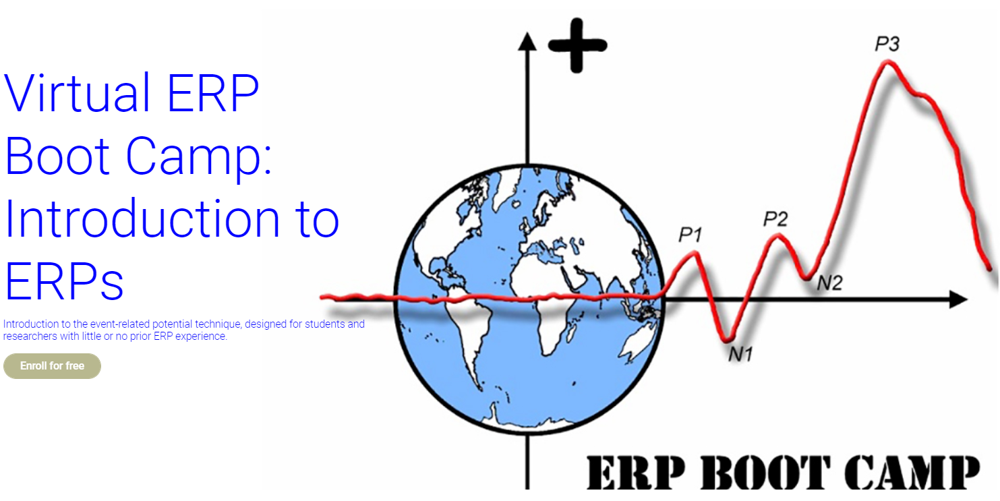 Virtual ERP
Boot Camp:
Introduction to
ERPs
Introduction to the event-related potential technique, designed for students and
researchers with little or no prior ERP experience.
Enroll for free
+
P3
P2
P1
N2
N1
ERP BOOT CAMP